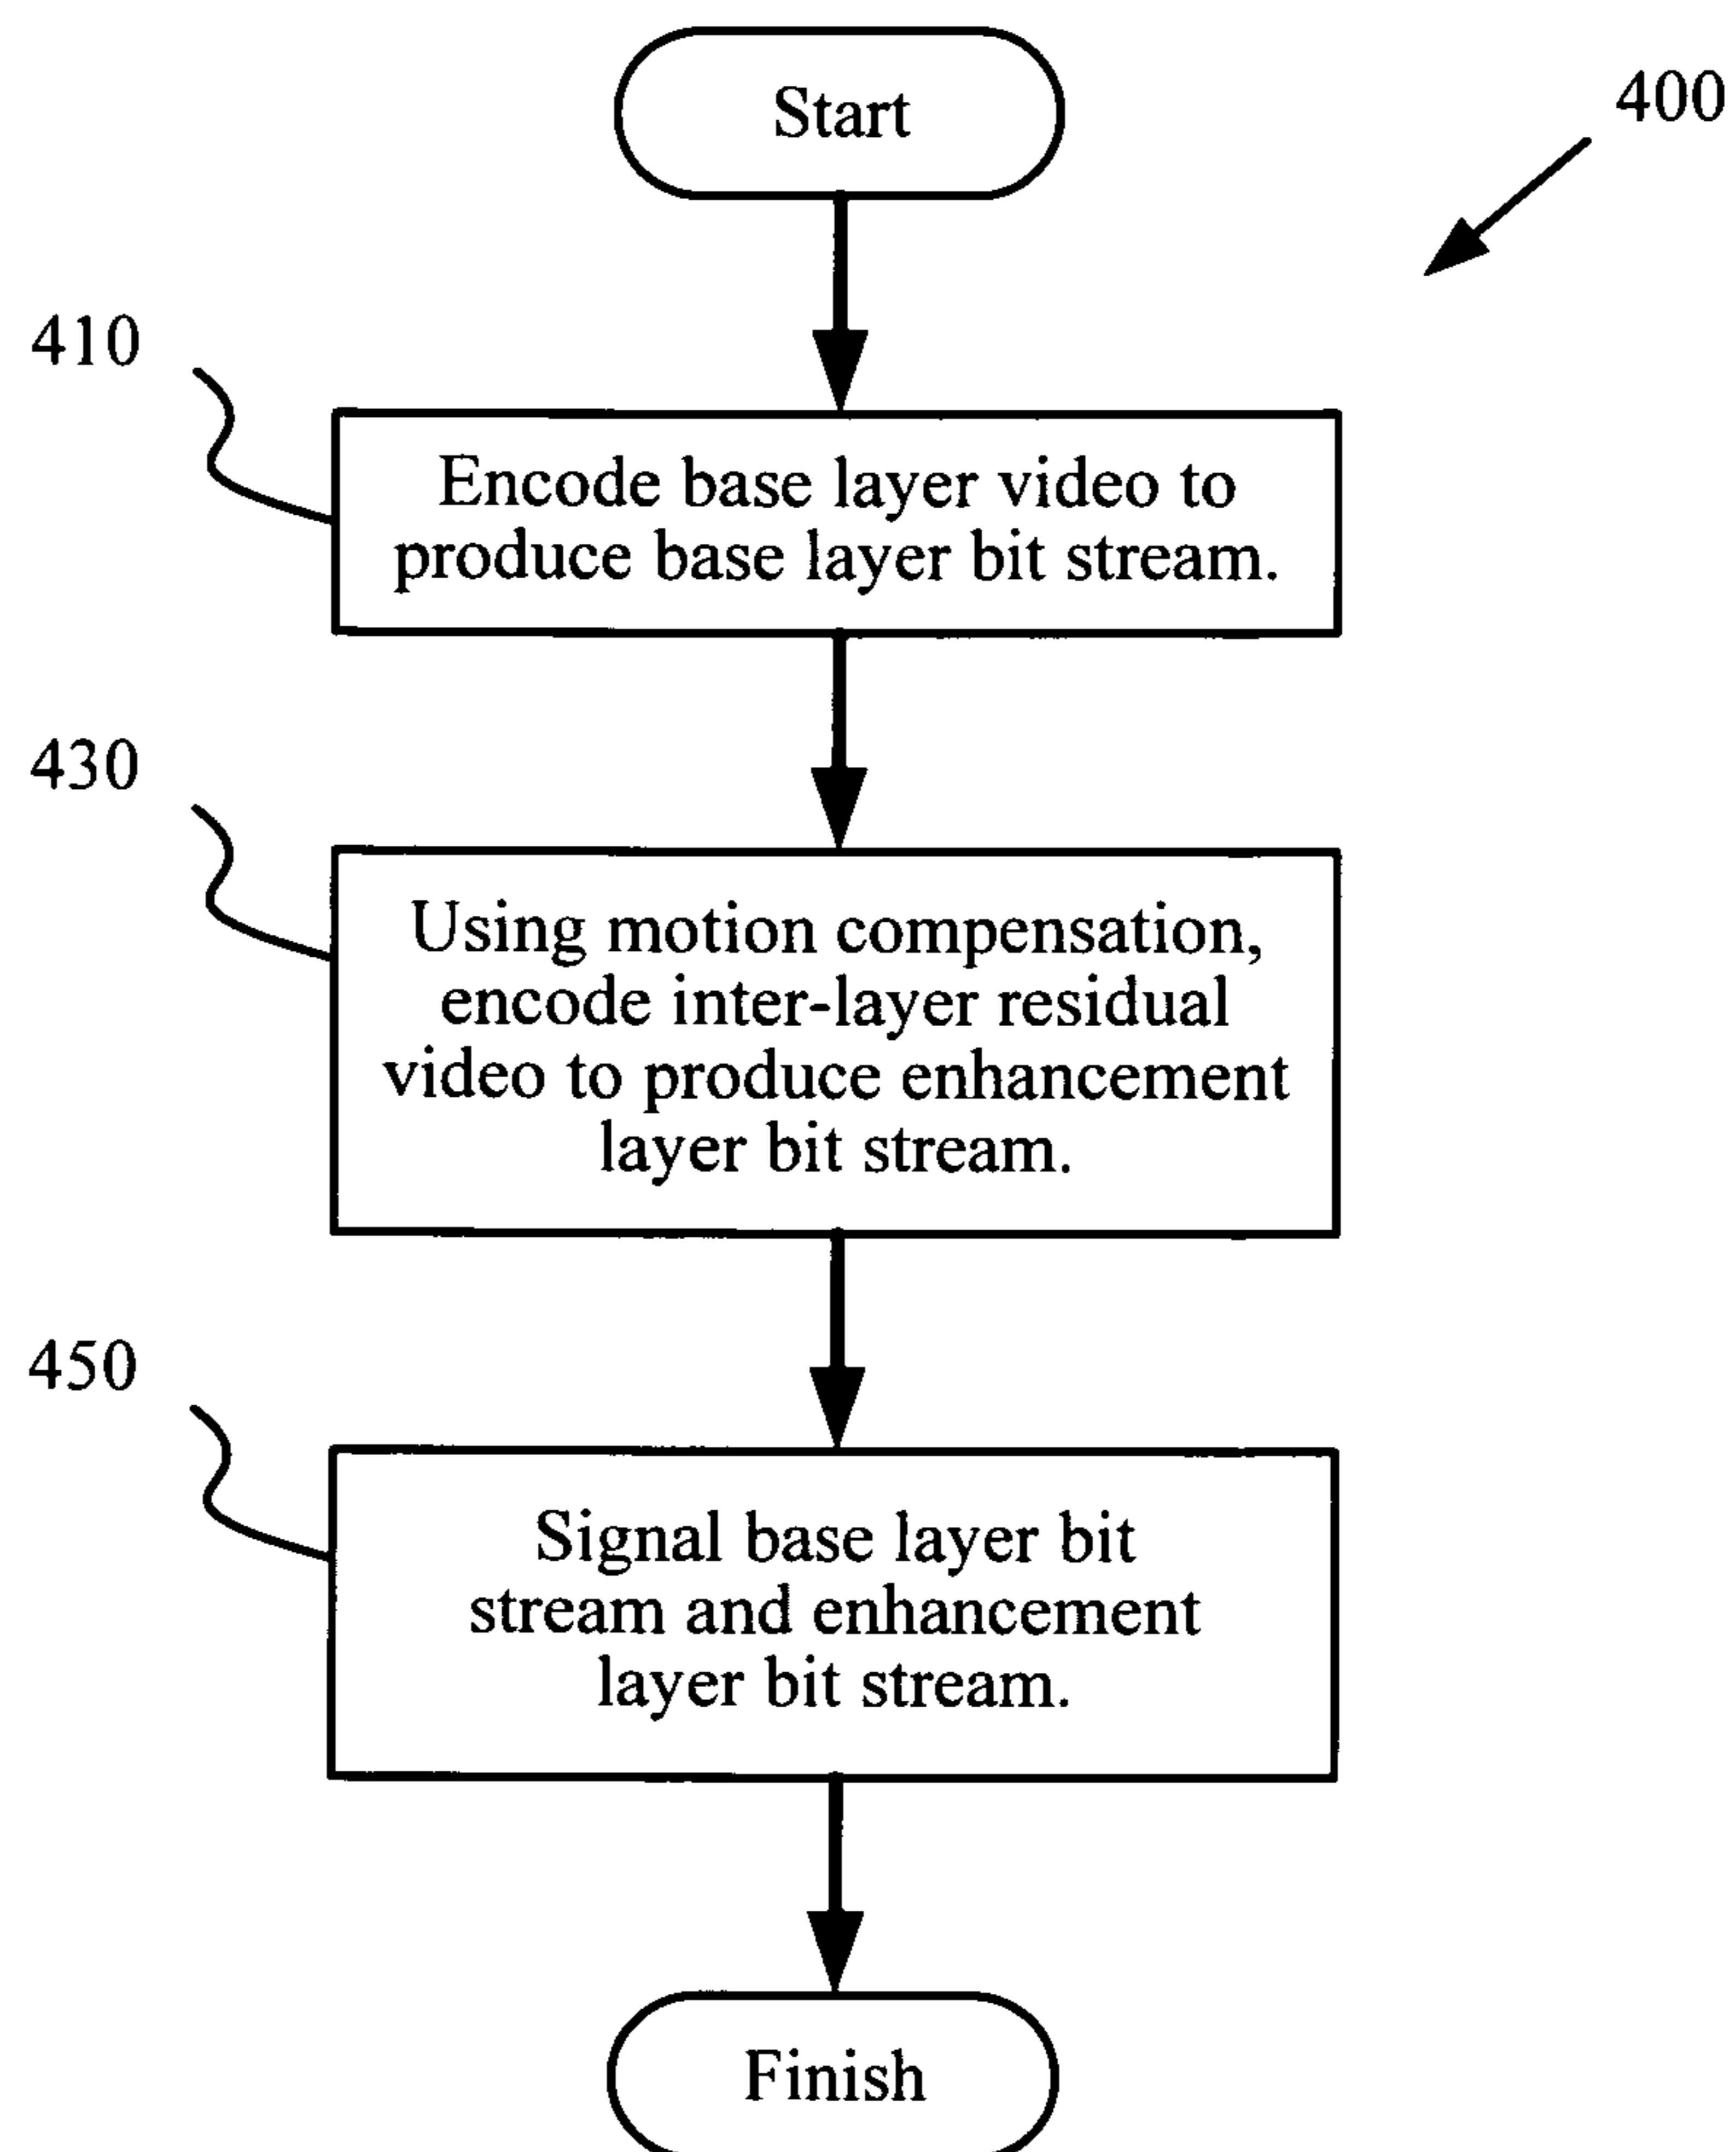 Start
400
410
Encode base layer video to
produce base layer bit stream.
430
Using motion compensation,
encode inter-layer residual
video to produce enhancement
layer bit stream.
450
Signal base layer bit
stream and enhancement
layer bit stream.
Finish